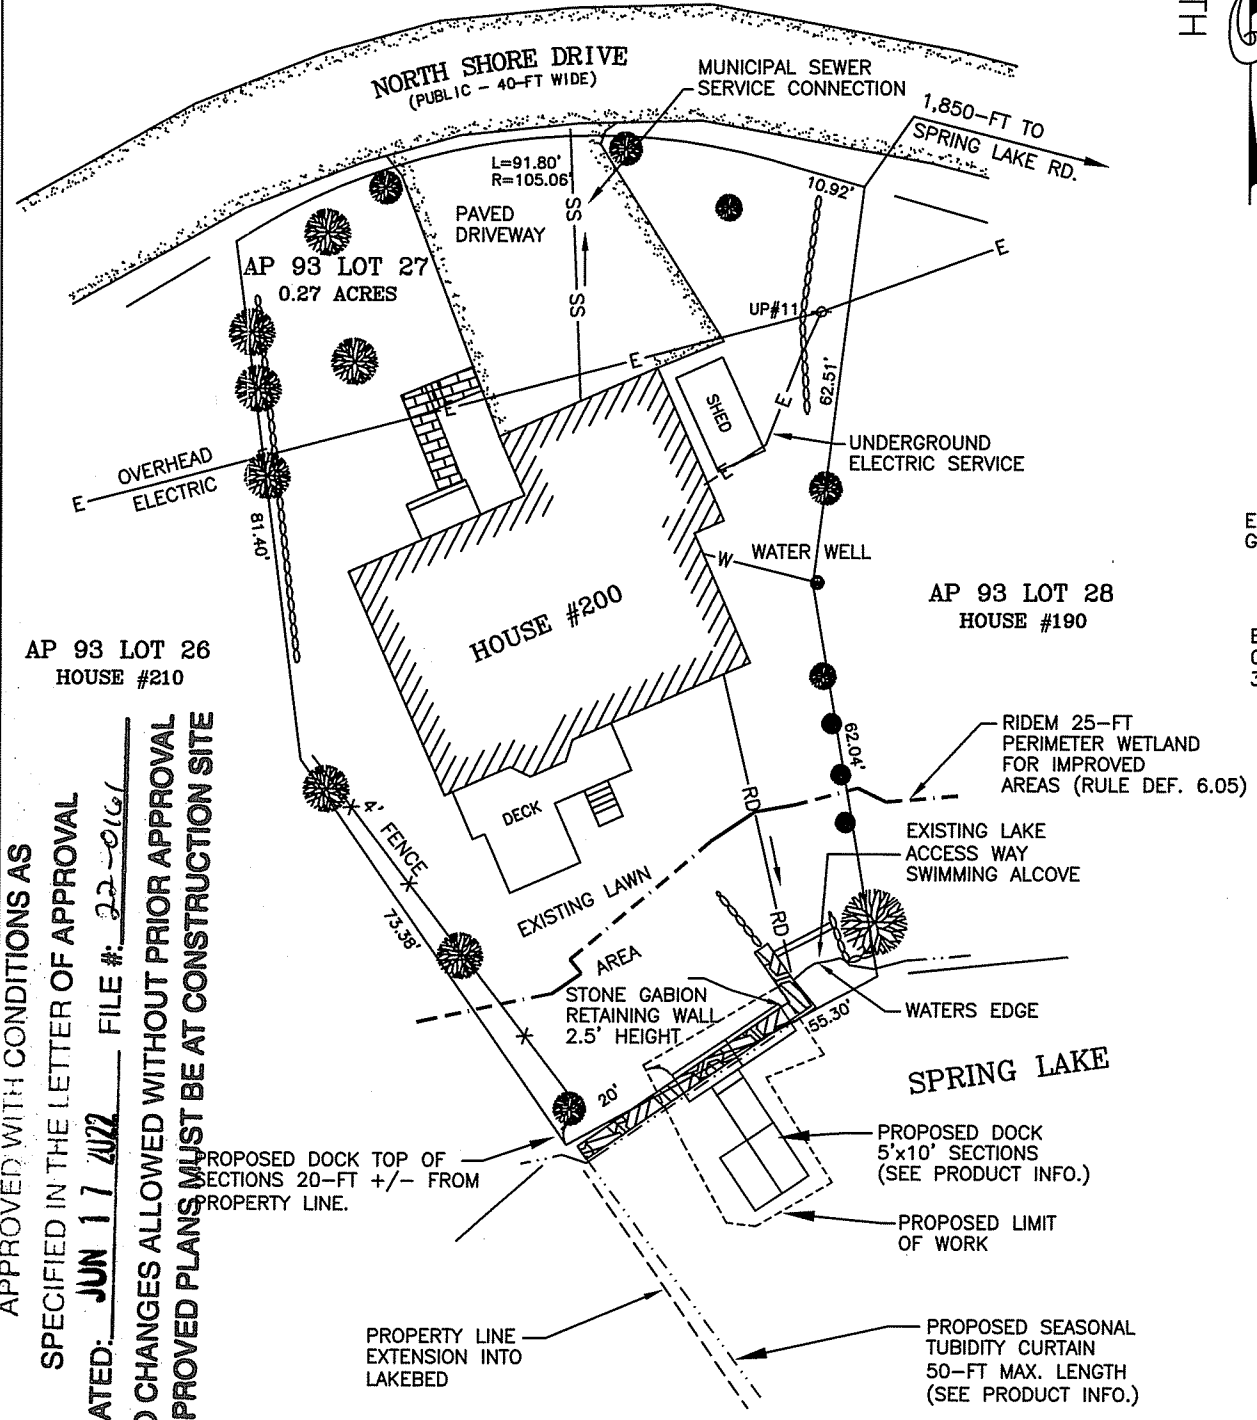 TH
NORTH SHORE DRIVE
(PUBLIC - 40-FT WIDE)
MUNICIPAL SEWER
SERVICE CONNECTION
1,850-FT TO
SPRING LAKE RD.
L=91.80'
R=105.06'
10.92'
PAVED
DRIVEWAY
SS
SS
AP 93 LOT 27
0.27 ACRES
E
UP#11
E
E
E
62.51'
SHED
E
UNDERGROUND
ELECTRIC SERVICE
OVERHEAD
ELECTRIC
E
81.40'
W
WATER WELL
HOUSE #200
AP 93 LOT 28
HOUSE #190
AP 93 LOT 26
HOUSE #210
RIDEM 25-FT
PERIMETER WETLAND
FOR IMPROVED
AREAS (RULE DEF. 6.05)
62.04'
RD
DECK
4' FENCE
EXISTING LAKE
ACCESS WAY
SWIMMING ALCOVE
EXISTING LAWN
AREA
73.38'
RD
STONE GABION
RETAINING WALL
2.5' HEIGHT
55.30'
WATERS EDGE
SPRING LAKE
20'
PROPOSED DOCK TOP OF
SECTIONS 20-FT +/- FROM
PROPERTY LINE.
PROPOSED DOCK
5'x10' SECTIONS
(SEE PRODUCT INFO.)
PROPOSED LIMIT
OF WORK
PROPERTY LINE
EXTENSION INTO
LAKEBED
PROPOSED SEASONAL
TUBIDITY CURTAIN
50-FT MAX. LENGTH
(SEE PRODUCT INFO.)
APPROVED WITH CONDITIONS AS
SPECIFIED IN THE LETTER OF APPROVAL
ATED: JUN 17 2022 FILE #: 22-0161
O CHANGES ALLOWED WITHOUT PRIOR APPROVAL
PROVED PLANS MUST BE AT CONSTRUCTION SITE